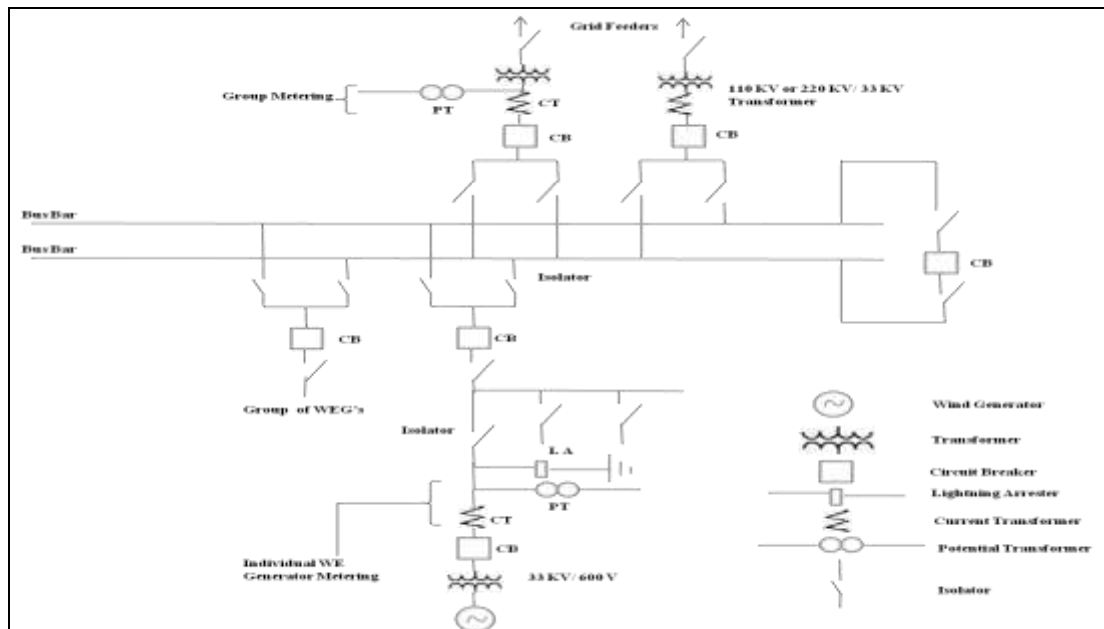 Grid Feeders
Group Metering
PT
CT
110 KV or 220 KV/ 33 KV
Transformer
CB
CB
Bus Bar
Bus Bar
CB
Isolator
CB
CB
Group of WEG's
Isolator
L A
PT
CT
CB
Individual WE
Generator Metering
33 KV/ 600 V
Wind Generator
Transformer
Circuit Breaker
Lightning Arrester
Current Transformer
Potential Transformer
Isolator